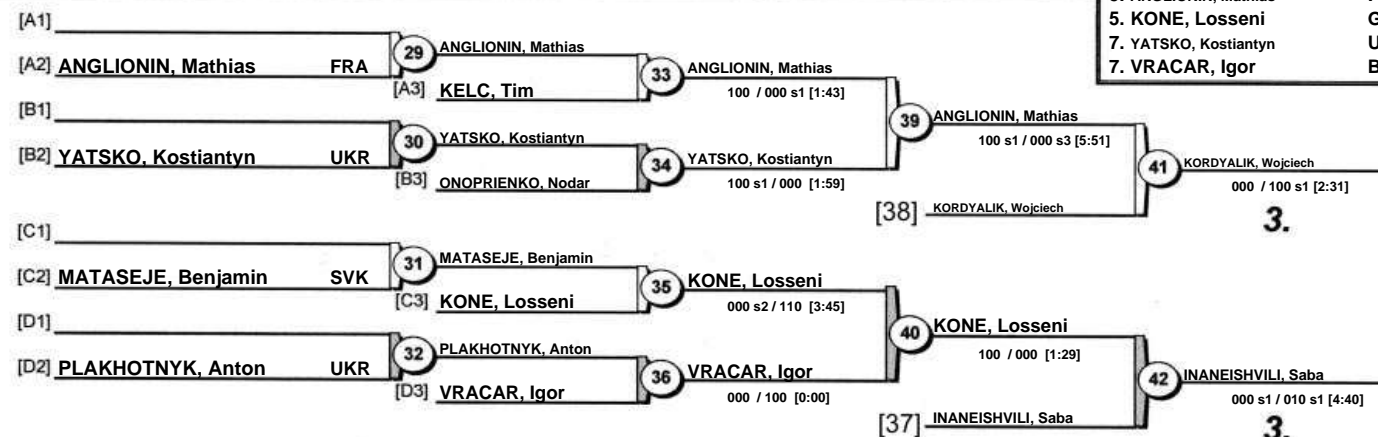 5. KONE, Losseni G
7. YATSKO, Kostiantyn U
7. VRACAR, Igor B
[A1]
[A2] ANGLIONIN, Mathias FRA
29
ANGLIONIN, Mathias
[A3] KELC, Tim
33
ANGLIONIN, Mathias
100 / 000 s1 [1:43]
[B1]
[B2] YATSKO, Kostiantyn UKR
30
YATSKO, Kostiantyn
[B3] ONOPRIENKO, Nodar
34
YATSKO, Kostiantyn
100 s1 / 000 [1:59]
39
ANGLIONIN, Mathias
100 s1 / 000 s3 [5:51]
[38] KORDYALIK, Wojciech
41
KORDYALIK, Wojciech
000 / 100 s1 [2:31]
3.
[C1]
[C2] MATASEJE, Benjamin SVK
31
MATASEJE, Benjamin
[C3] KONE, Losseni
35
KONE, Losseni
000 s2 / 110 [3:45]
[D1]
[D2] PLAKHOTNYK, Anton UKR
32
PLAKHOTNYK, Anton
[D3] VRACAR, Igor
36
VRACAR, Igor
000 / 100 [0:00]
40
KONE, Losseni
100 / 000 [1:29]
[37] INANEISHVILI, Saba
42
INANEISHVILI, Saba
000 s1 / 010 s1 [4:40]
3.